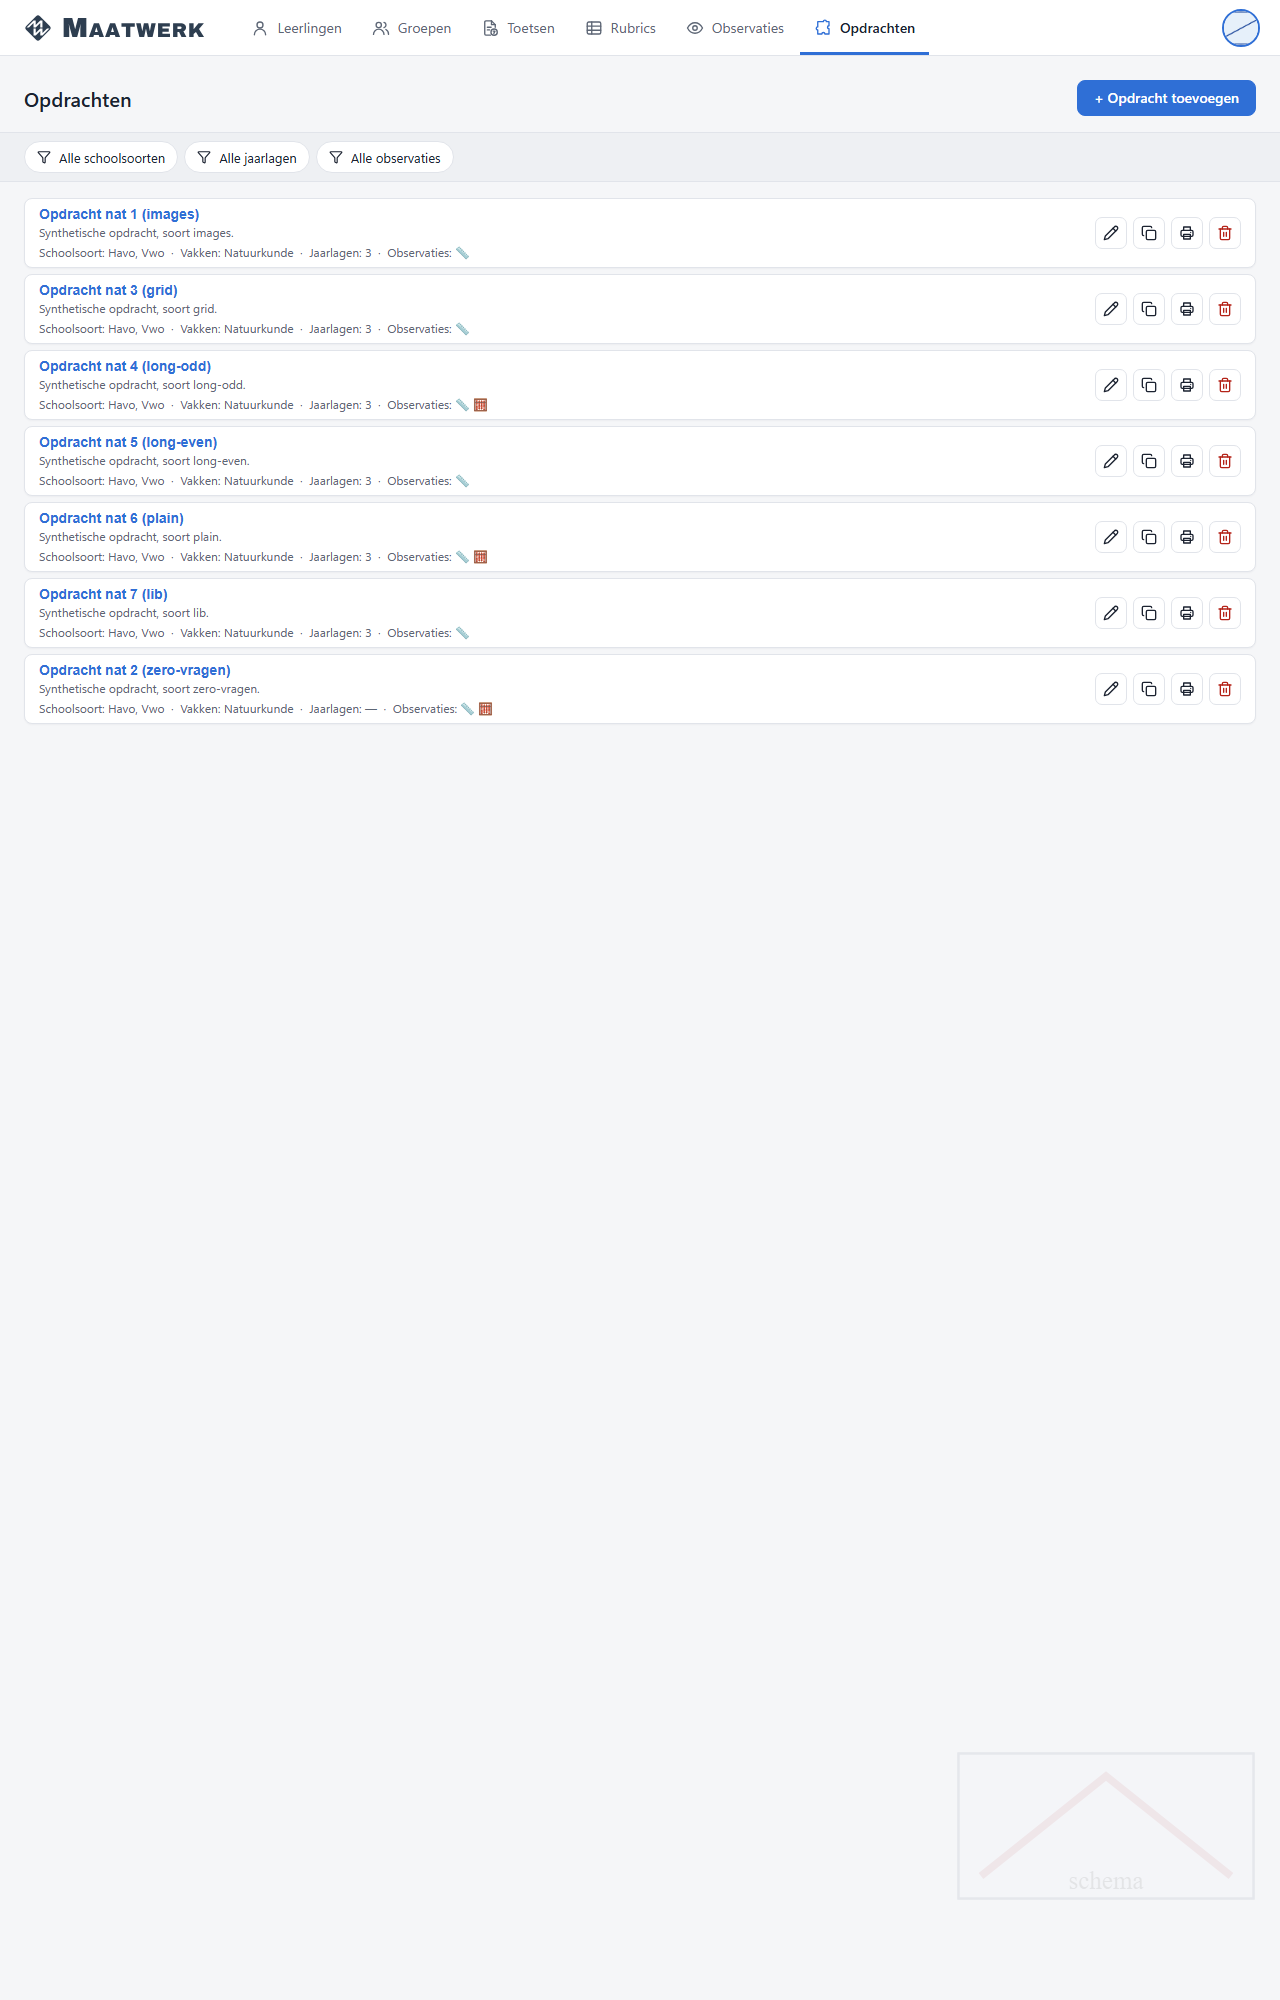 MAATWERK
Leerlingen
Groepen
Toetsen
Rubrics
Observaties
Opdrachten
Opdrachten
+ Opdracht toevoegen
Alle schoolsoorten
Alle jaarlagen
Alle observaties
Opdracht nat 1 (images)
Synthetische opdracht, soort images.
Schoolsoort: Havo, Vwo · Vakken: Natuurkunde · Jaarlagen: 3 · Observaties: 📏
Opdracht nat 3 (grid)
Synthetische opdracht, soort grid.
Schoolsoort: Havo, Vwo · Vakken: Natuurkunde · Jaarlagen: 3 · Observaties: 📏
Opdracht nat 4 (long-odd)
Synthetische opdracht, soort long-odd.
Schoolsoort: Havo, Vwo · Vakken: Natuurkunde · Jaarlagen: 3 · Observaties: 📏 🧮
Opdracht nat 5 (long-even)
Synthetische opdracht, soort long-even.
Schoolsoort: Havo, Vwo · Vakken: Natuurkunde · Jaarlagen: 3 · Observaties: 📏
Opdracht nat 6 (plain)
Synthetische opdracht, soort plain.
Schoolsoort: Havo, Vwo · Vakken: Natuurkunde · Jaarlagen: 3 · Observaties: 📏 🧮
Opdracht nat 7 (lib)
Synthetische opdracht, soort lib.
Schoolsoort: Havo, Vwo · Vakken: Natuurkunde · Jaarlagen: 3 · Observaties: 📏
Opdracht nat 2 (zero-vragen)
Synthetische opdracht, soort zero-vragen.
Schoolsoort: Havo, Vwo · Vakken: Natuurkunde · Jaarlagen: — · Observaties: 📏 🧮
schema